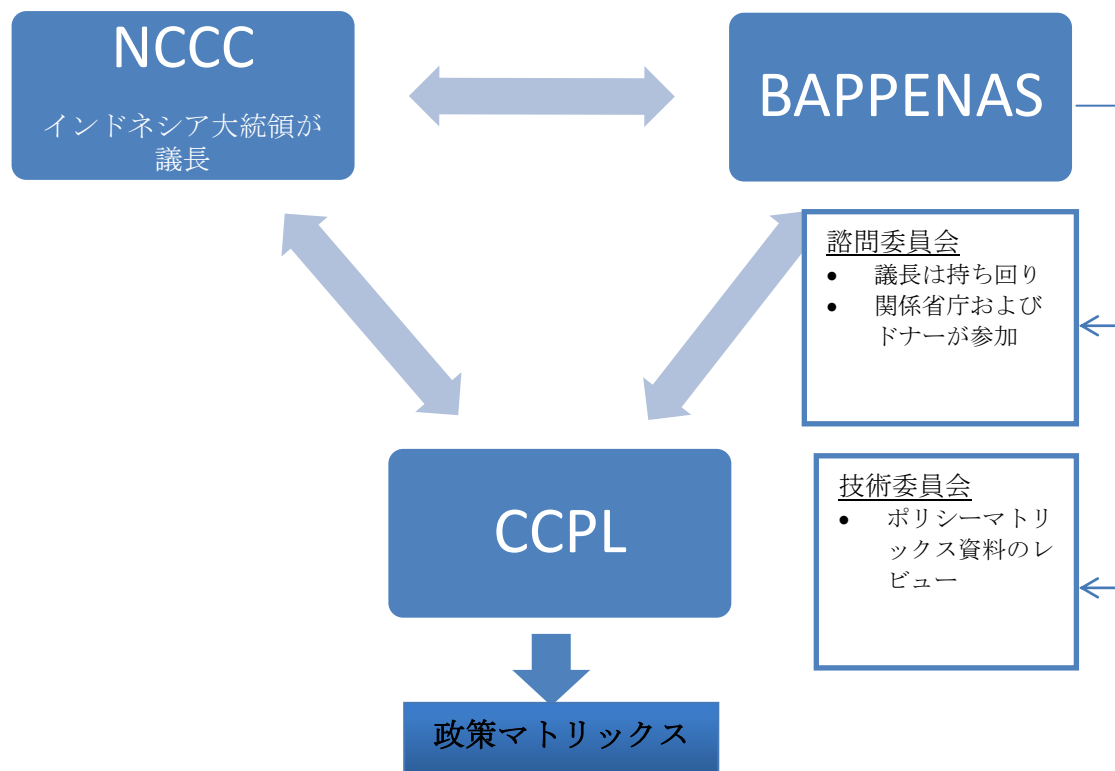 NCCC
インドネシア大統領が
議長
BAPPENAS
諮問委員会
• 議長は持ち回り
• 関係省庁および
ドナーが参加
CCPL
技術委員会
• ポリシーマトリ
ックス資料のレ
ビュー
政策マトリックス